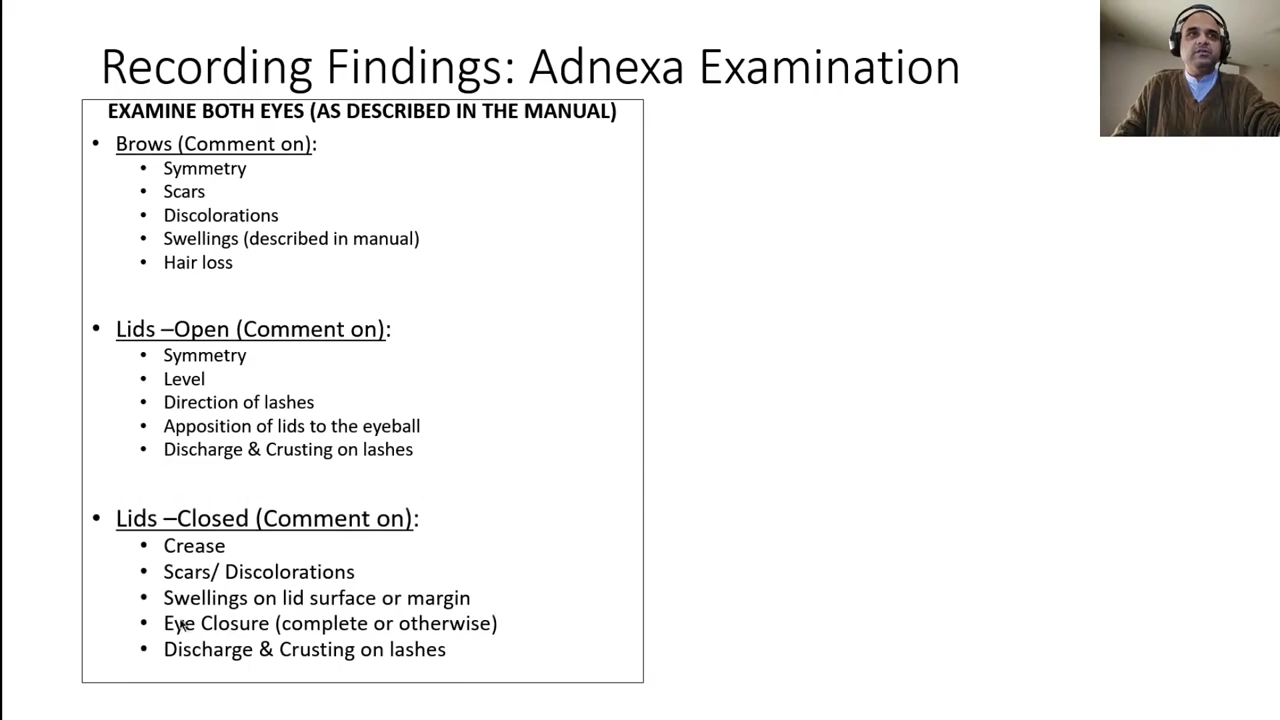 Recording Findings: Adnexa Examination
EXAMINE BOTH EYES (AS DESCRIBED IN THE MANUAL)
• Brows (Comment on):
• Symmetry
• Scars
• Discolorations
• Swellings (described in manual)
• Hair loss
• Lids –Open (Comment on):
• Symmetry
• Level
• Direction of lashes
• Apposition of lids to the eyeball
• Discharge & Crusting on lashes
• Lids –Closed (Comment on):
• Crease
• Scars/ Discolorations
• Swellings on lid surface or margin
• Eye Closure (complete or otherwise)
• Discharge & Crusting on lashes